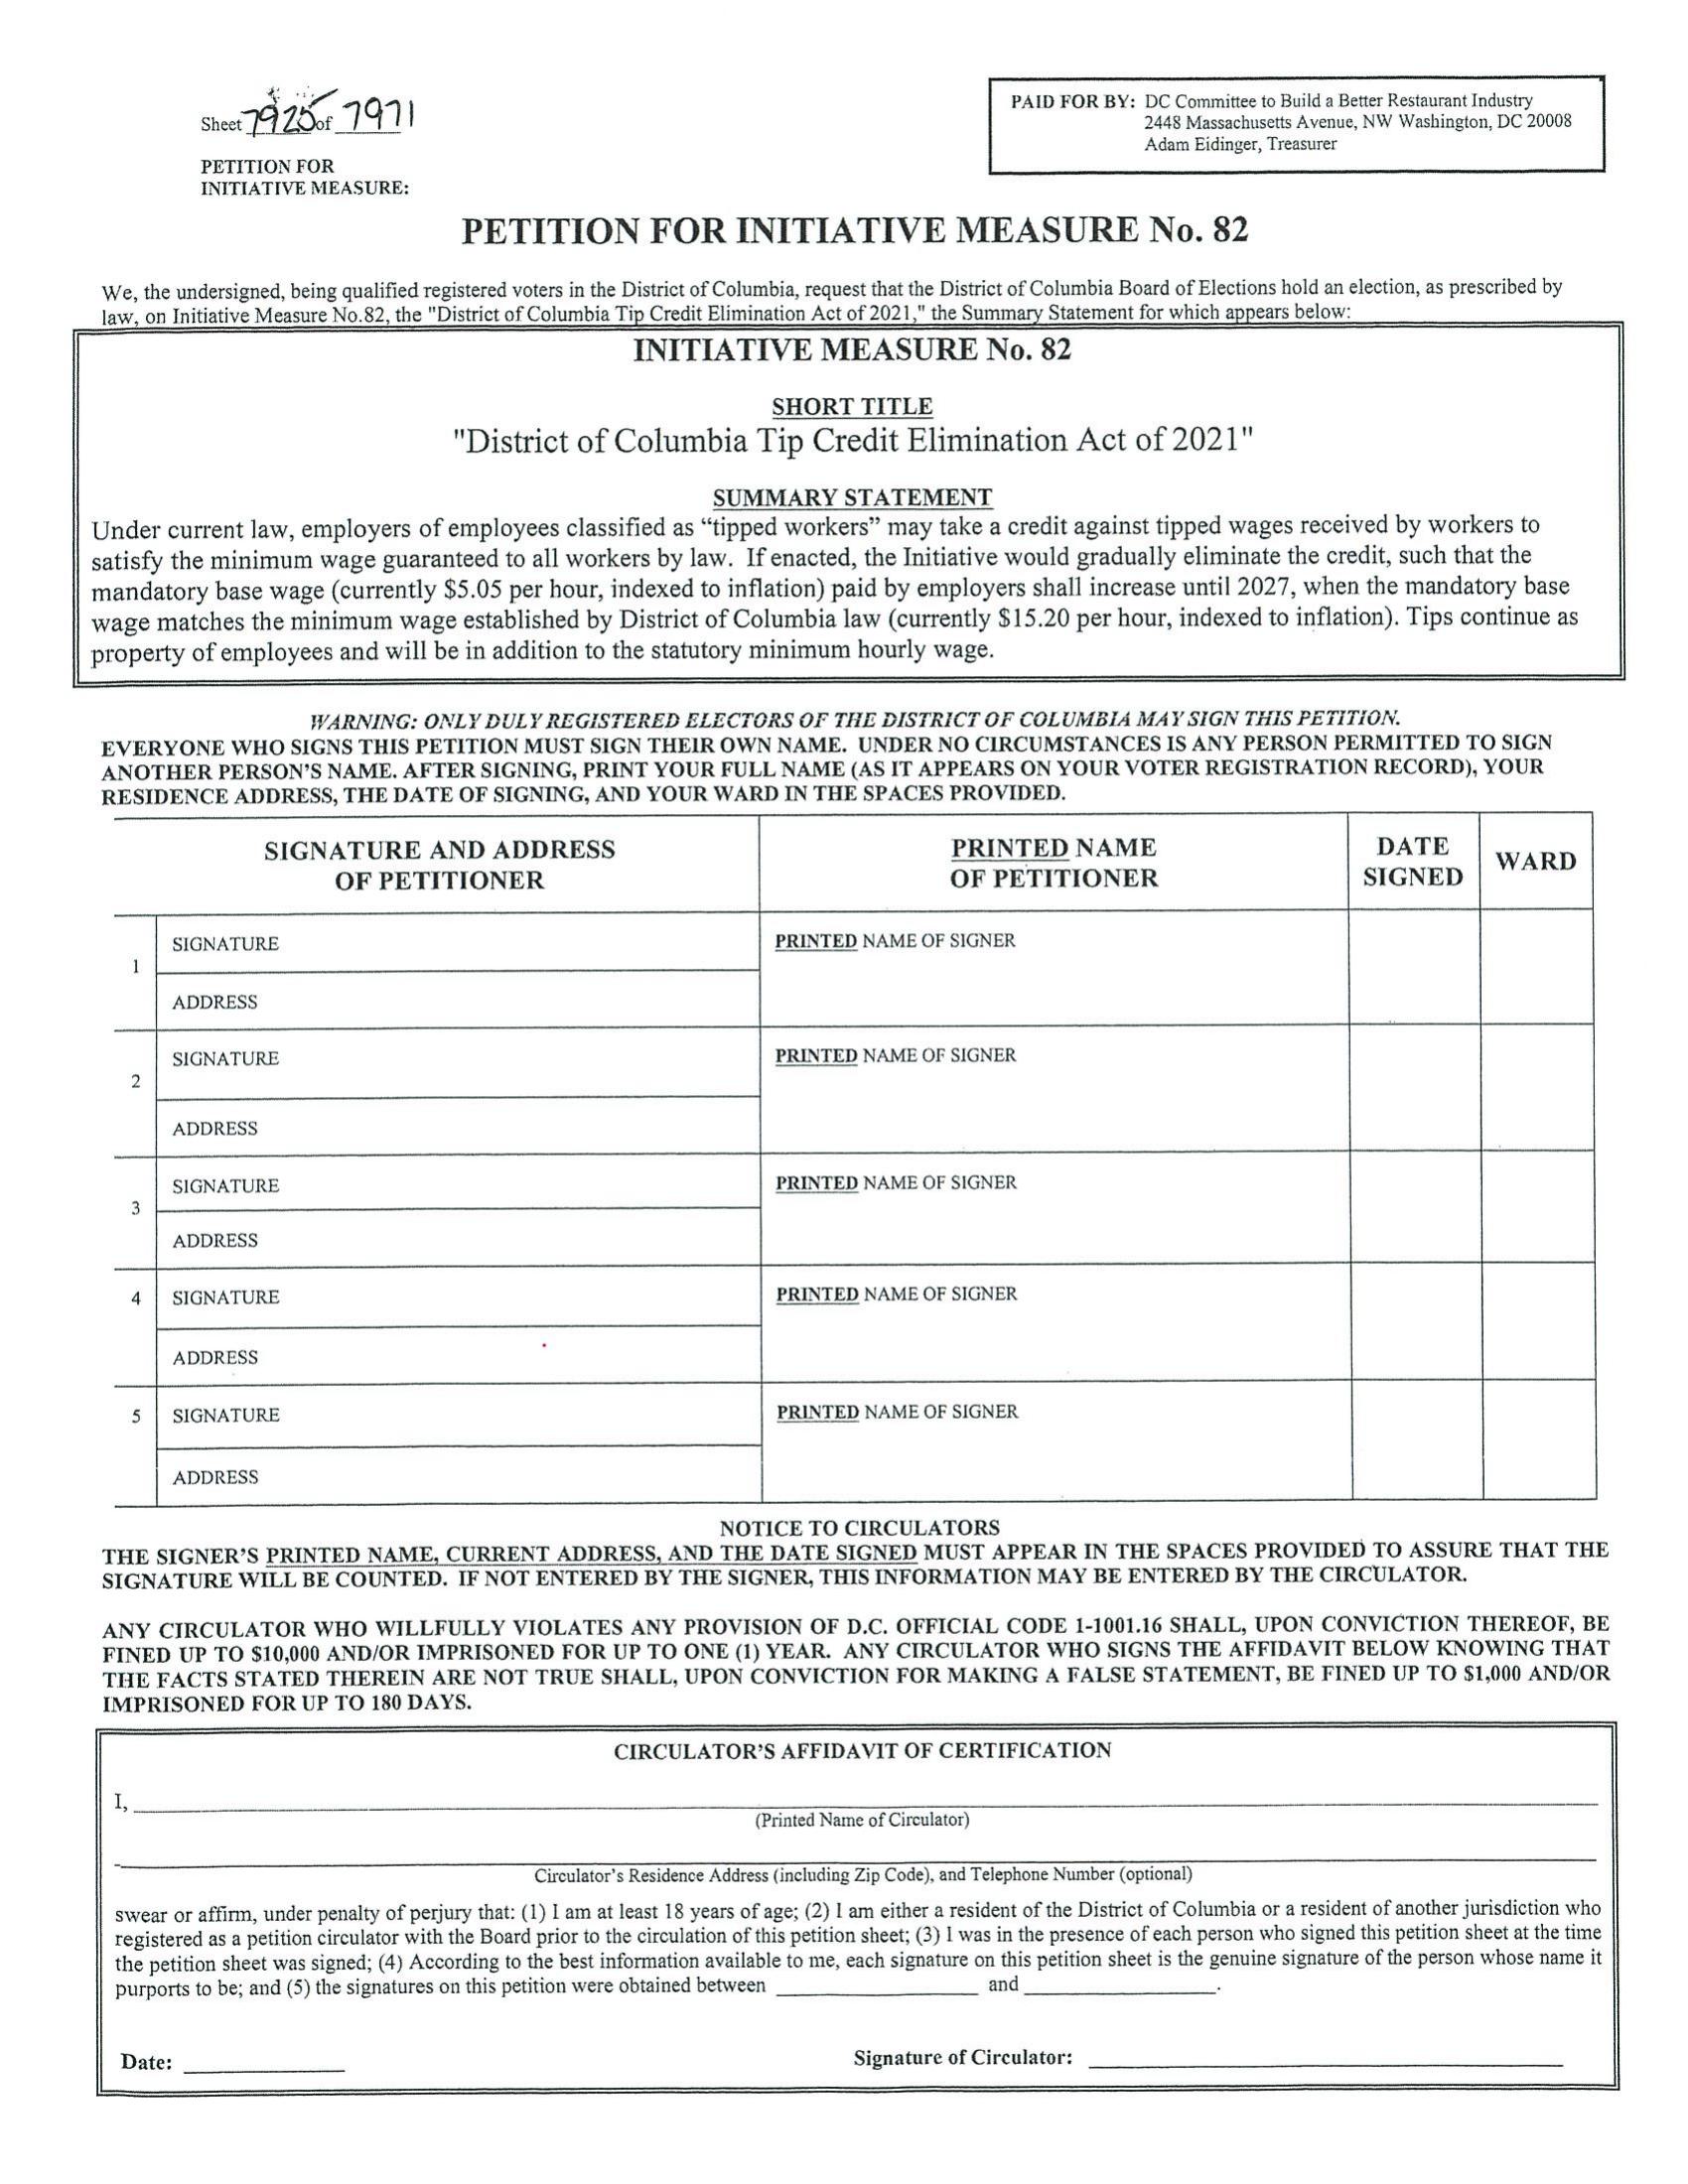 Sheet 7925 of 7971
PAID FOR BY: DC Committee to Build a Better Restaurant Industry
2448 Massachusetts Avenue, NW Washington, DC 20008
Adam Eidinger, Treasurer
PETITION FOR
INITIATIVE MEASURE:
PETITION FOR INITIATIVE MEASURE No. 82
We, the undersigned, being qualified registered voters in the District of Columbia, request that the District of Columbia Board of Elections hold an election, as prescribed by
law, on Initiative Measure No.82, the "District of Columbia Tip Credit Elimination Act of 2021," the Summary Statement for which appears below:
INITIATIVE MEASURE No. 82
SHORT TITLE
"District of Columbia Tip Credit Elimination Act of 2021"
SUMMARY STATEMENT
Under current law, employers of employees classified as “tipped workers” may take a credit against tipped wages received by workers to
satisfy the minimum wage guaranteed to all workers by law. If enacted, the Initiative would gradually eliminate the credit, such that the
mandatory base wage (currently $5.05 per hour, indexed to inflation) paid by employers shall increase until 2027, when the mandatory base
wage matches the minimum wage established by District of Columbia law (currently $15.20 per hour, indexed to inflation). Tips continue as
property of employees and will be in addition to the statutory minimum hourly wage.
WARNING: ONLY DULY REGISTERED ELECTORS OF THE DISTRICT OF COLUMBIA MAY SIGN THIS PETITION.
EVERYONE WHO SIGNS THIS PETITION MUST SIGN THEIR OWN NAME. UNDER NO CIRCUMSTANCES IS ANY PERSON PERMITTED TO SIGN
ANOTHER PERSON'S NAME. AFTER SIGNING, PRINT YOUR FULL NAME (AS IT APPEARS ON YOUR VOTER REGISTRATION RECORD), YOUR
RESIDENCE ADDRESS, THE DATE OF SIGNING, AND YOUR WARD IN THE SPACES PROVIDED.
SIGNATURE AND ADDRESS
OF PETITIONER
PRINTED NAME
OF PETITIONER
DATE
SIGNED
WARD
1
SIGNATURE
PRINTED NAME OF SIGNER
ADDRESS
2
SIGNATURE
PRINTED NAME OF SIGNER
ADDRESS
3
SIGNATURE
PRINTED NAME OF SIGNER
ADDRESS
4
SIGNATURE
PRINTED NAME OF SIGNER
ADDRESS
5
SIGNATURE
PRINTED NAME OF SIGNER
ADDRESS
NOTICE TO CIRCULATORS
THE SIGNER'S PRINTED NAME, CURRENT ADDRESS, AND THE DATE SIGNED MUST APPEAR IN THE SPACES PROVIDED TO ASSURE THAT THE
SIGNATURE WILL BE COUNTED. IF NOT ENTERED BY THE SIGNER, THIS INFORMATION MAY BE ENTERED BY THE CIRCULATOR.
ANY CIRCULATOR WHO WILLFULLY VIOLATES ANY PROVISION OF D.C. OFFICIAL CODE 1-1001.16 SHALL, UPON CONVICTION THEREOF, BE
FINED UP TO $10,000 AND/OR IMPRISONED FOR UP TO ONE (1) YEAR. ANY CIRCULATOR WHO SIGNS THE AFFIDAVIT BELOW KNOWING THAT
THE FACTS STATED THEREIN ARE NOT TRUE SHALL, UPON CONVICTION FOR MAKING A FALSE STATEMENT, BE FINED UP TO $1,000 AND/OR
IMPRISONED FOR UP TO 180 DAYS.
CIRCULATOR'S AFFIDAVIT OF CERTIFICATION
I,
(Printed Name of Circulator)
Circulator's Residence Address (including Zip Code), and Telephone Number (optional)
swear or affirm, under penalty of perjury that: (1) I am at least 18 years of age; (2) I am either a resident of the District of Columbia or a resident of another jurisdiction who
registered as a petition circulator with the Board prior to the circulation of this petition sheet; (3) I was in the presence of each person who signed this petition sheet at the time
the petition sheet was signed; (4) According to the best information available to me, each signature on this petition sheet is the genuine signature of the person whose name it
purports to be; and (5) the signatures on this petition were obtained between ____ and ____.
Date: ____ Signature of Circulator: ____